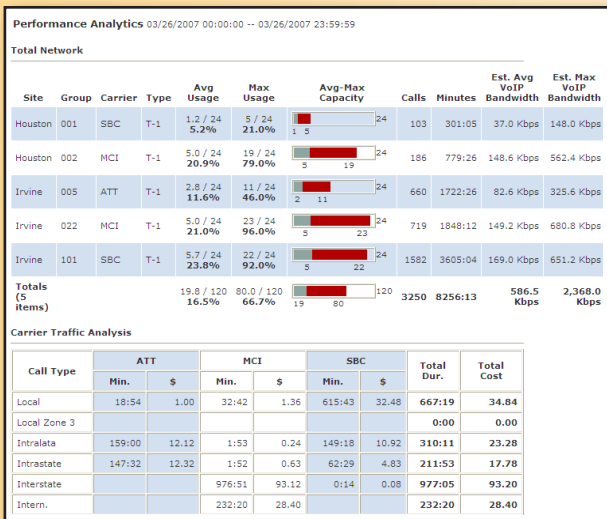 Performance Analytics 03/26/2007 00:00:00 -- 03/26/2007 23:59:59
Total Network
Site Group Carrier Type Avg Usage Max Usage Avg-Max Capacity Calls Minutes Est. Avg VoIP Bandwidth Est. Max VoIP Bandwidth
Houston 001 SBC T-1 1.2 / 24 5.2% 5 / 24 21.0% 1 5 24 103 301:05 37.0 Kbps 148.0 Kbps
Houston 002 MCI T-1 5.0 / 24 20.9% 19 / 24 79.0% 5 19 24 186 779:26 148.6 Kbps 562.4 Kbps
Irvine 005 ATT T-1 2.8 / 24 11.6% 11 / 24 46.0% 2 11 24 660 1722:26 82.6 Kbps 325.6 Kbps
Irvine 022 MCI T-1 5.0 / 24 21.0% 23 / 24 96.0% 5 23 24 719 1848:12 149.2 Kbps 680.8 Kbps
Irvine 101 SBC T-1 5.7 / 24 23.8% 22 / 24 92.0% 5 22 24 1582 3605:04 169.0 Kbps 651.2 Kbps
Totals (5 items) 19.8 / 120 16.5% 80.0 / 120 66.7% 19 80 120 3250 8256:13 586.5 Kbps 2,368.0 Kbps
Carrier Traffic Analysis
Call Type ATT MCI SBC Total Dur. Total Cost
Min. $ Min. $ Min. $
Local 18:54 1.00 32:42 1.36 615:43 32.48 667:19 34.84
Local Zone 3 0:00 0.00
Intralata 159:00 12.12 1:53 0.24 149:18 10.92 310:11 23.28
Intrastate 147:32 12.32 1:52 0.63 62:29 4.83 211:53 17.78
Interstate 976:51 93.12 0:14 0.08 977:05 93.20
Intern. 232:20 28.40 232:20 28.40